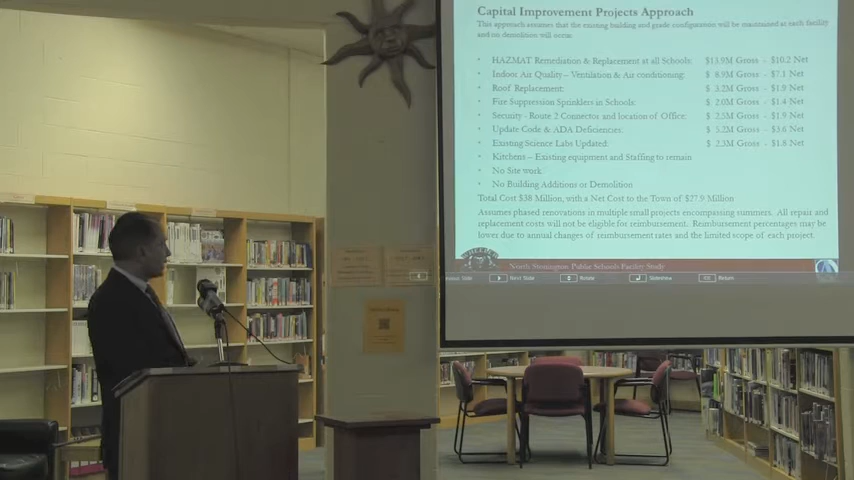 Capital Improvement Projects Approach
This approach assumes that the existing building and grade configuration will be maintained at each facility
and no demolition will occur.
• HAZMAT Remediation & Replacement at all Schools: $13.9M Gross - $10.2 Net
• Indoor Air Quality – Ventilation & Air conditioning: $ 8.9M Gross - $7.1 Net
• Roof Replacement: $ 3.2M Gross - $1.9 Net
• Fire Suppression Sprinklers in Schools: $ 2.0M Gross - $1.4 Net
• Security - Route 2 Connector and location of Office: $ 2.5M Gross - $1.9 Net
• Update Code & ADA Deficiencies: $ 5.2M Gross - $3.6 Net
• Existing Science Labs Updated: $ 2.3M Gross - $1.8 Net
• Kitchens – Existing equipment and Staffing to remain
• No Site work.
• No Building Additions or Demolition
Total Cost $38 Million, with a Net Cost to the Town of $27.9 Million
Assumes phased renovations in multiple small projects encompassing summers. All repair and
replacement costs will not be eligible for reimbursement. Reimbursement percentages may
be lower due to annual changes of reimbursement rates and the limited scope of each project.
North Stonington Public Schools Facility Study
Next Slide Rotate Slideshow Return